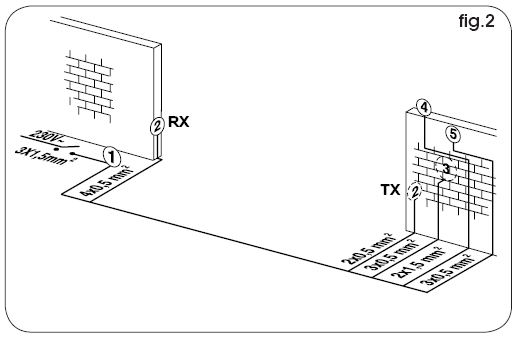 fig.2
4
2
RX
5
230V~
1
3X1,5mm²
3
4x0,5 mm²
TX
2
2x0,5 mm²
3x0,5 mm²
2x1,5 mm²
3x0,5 mm²